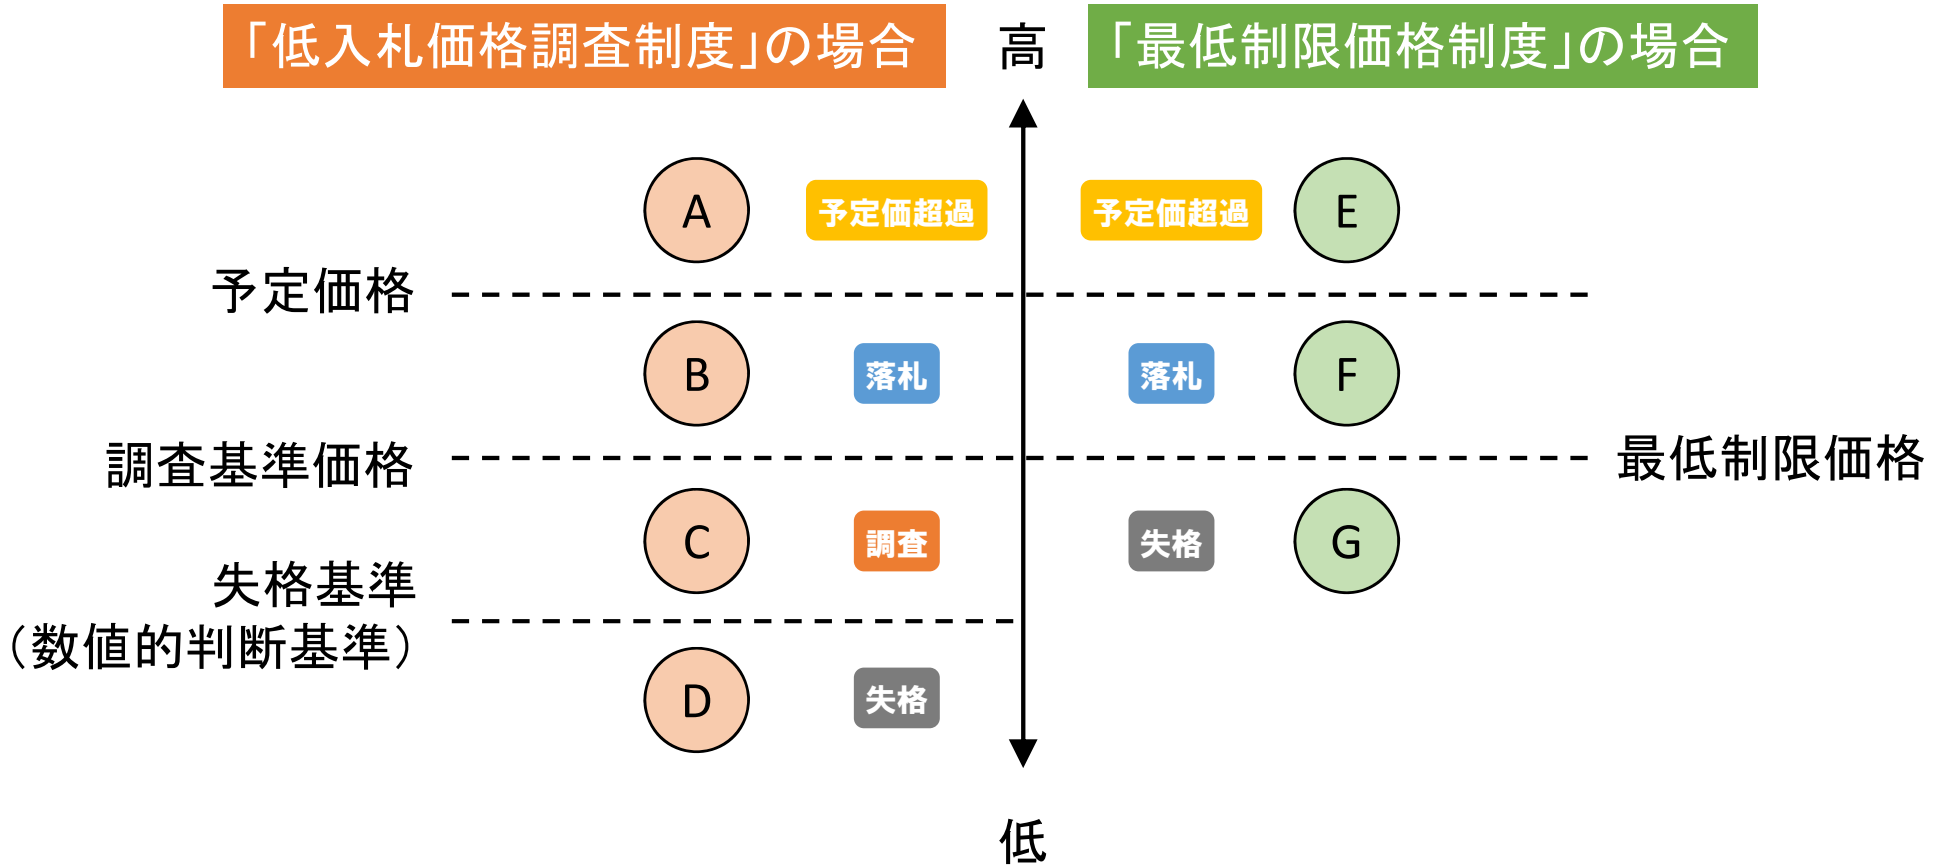 「低入札価格調査制度」の場合
高
「最低制限価格制度」の場合
A
予定価超過
予定価超過
E
予定価格
B
落札
落札
F
調査基準価格
最低制限価格
C
調査
失格
G
失格基準
（数値的判断基準）
D
失格
低